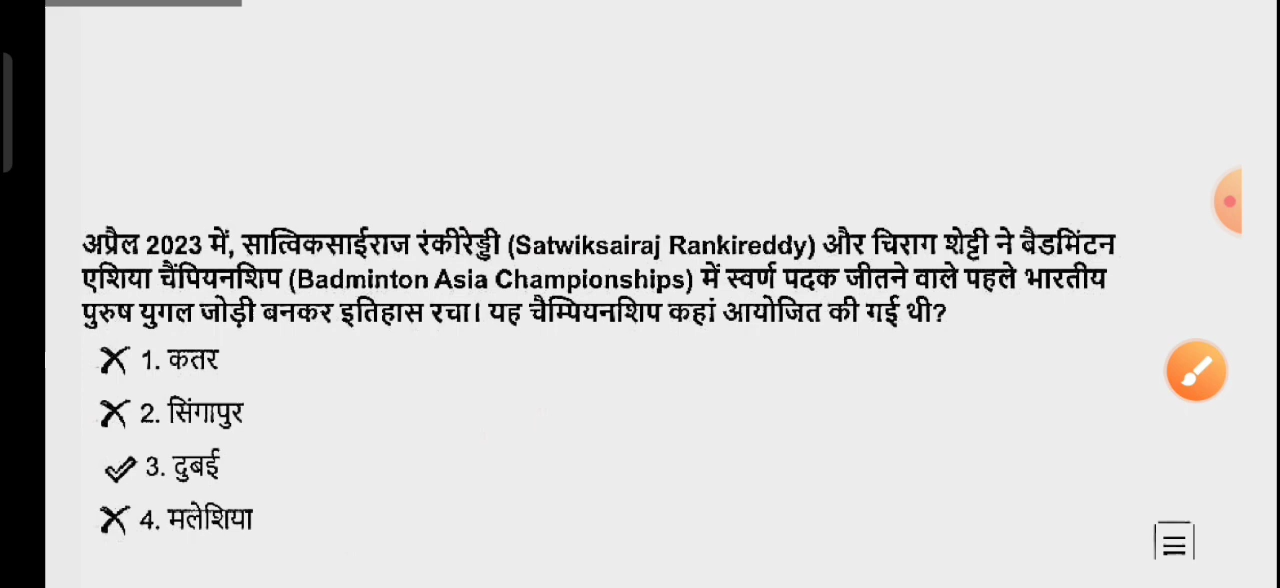 अप्रैल 2023 में, सात्विकसाईराज रंकीरेड्डी (Satwiksairaj Rankireddy) और चिराग शेट्टी ने बैडमिंटन
एशिया चैंपियनशिप (Badminton Asia Championships) में स्वर्ण पदक जीतने वाले पहले भारतीय
पुरुष युगल जोड़ी बनकर इतिहास रचा। यह चैम्पियनशिप कहां आयोजित की गई थी?
1. कतर
2. सिंगापुर
3. दुबई
4. मलेशिया